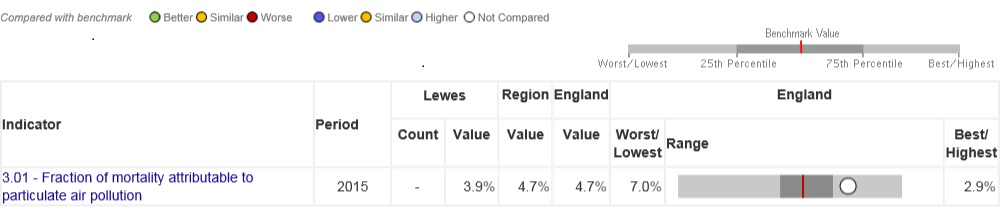 Compared with benchmark Better Similar Worse Lower Similar Higher Not Compared
Benchmark Value
Worst/Lowest 25th Percentile 75th Percentile Best/Highest
Lewes Region England England
Indicator Period
Count Value Value Value Worst/ Lowest Range Best/ Highest
3.01 - Fraction of mortality attributable to
particulate air pollution
2015 - 3.9% 4.7% 4.7% 7.0% 2.9%